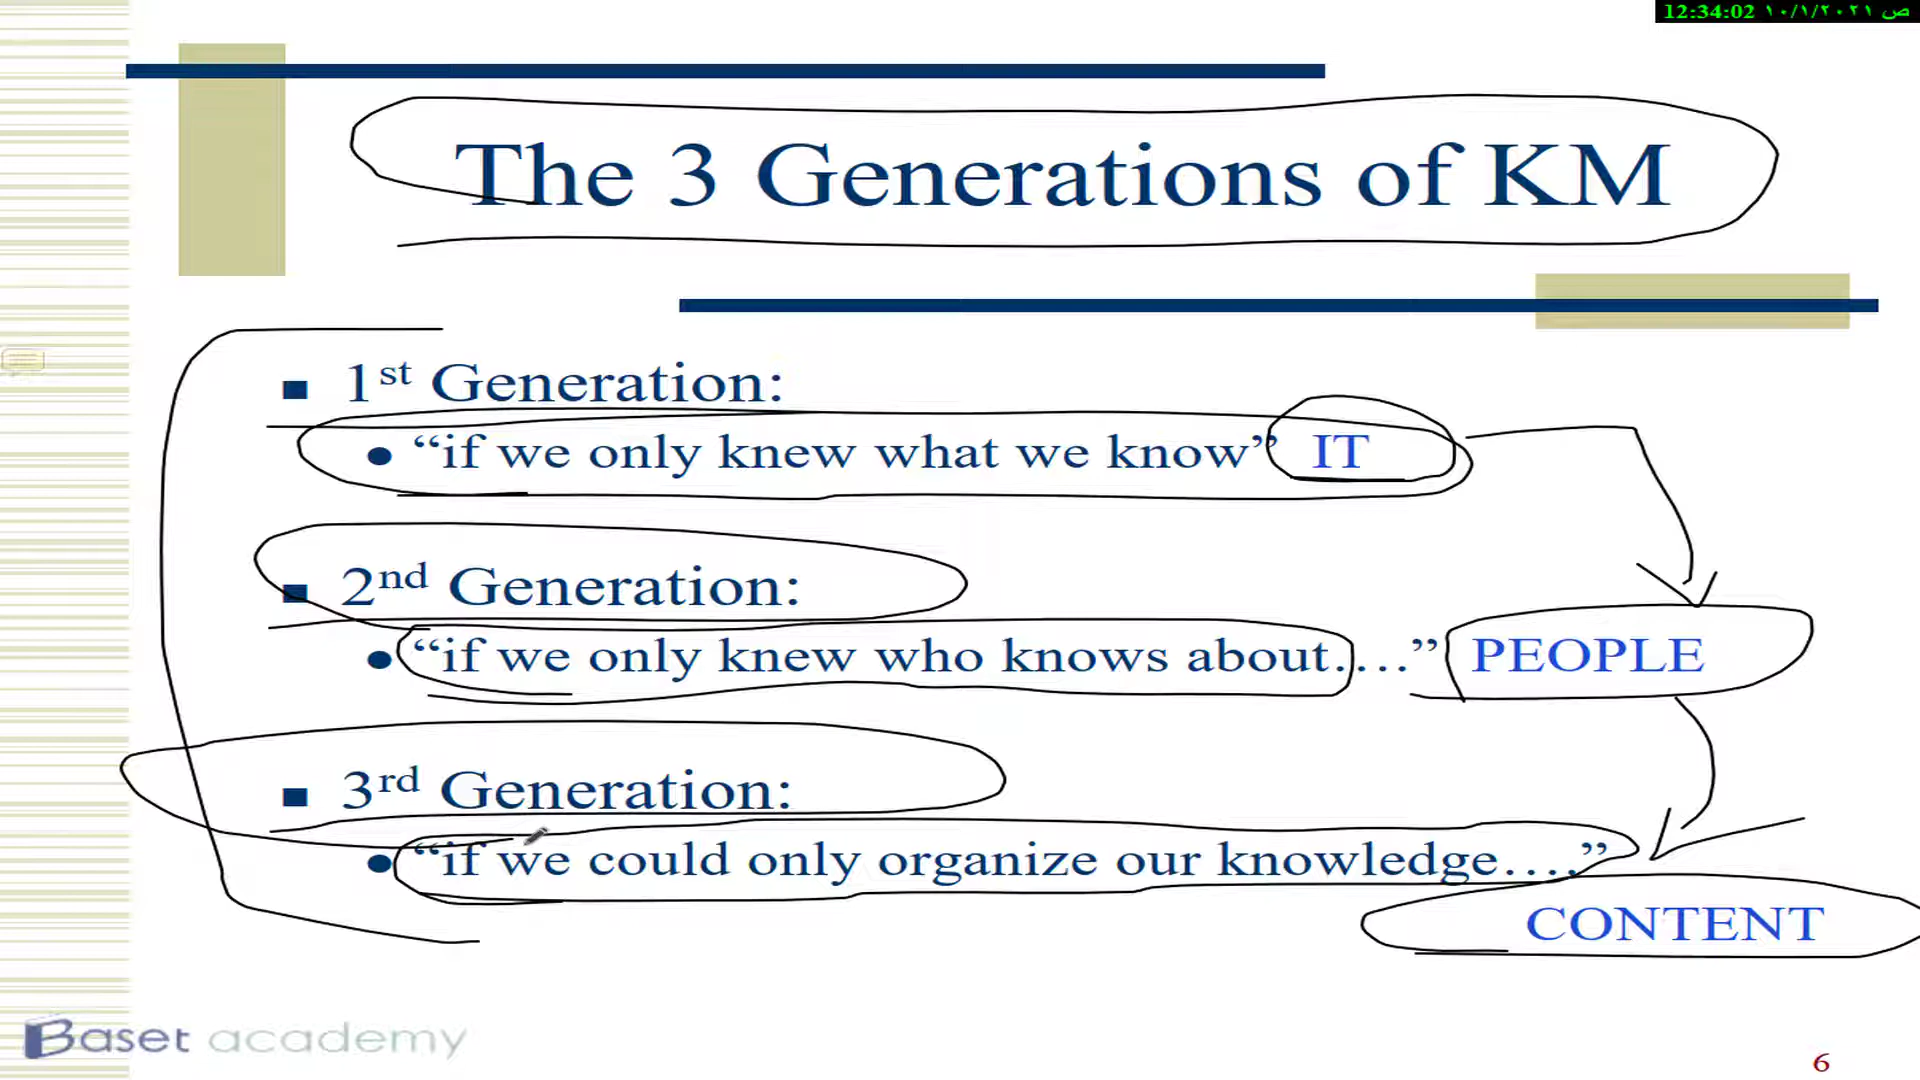 12:34:02 ١٠/١/٢٠٢١ ص
The 3 Generations of KM
■ 1st Generation:
● “if we only knew what we know” IT
■ 2nd Generation:
● “if we only knew who knows about….” PEOPLE
■ 3rd Generation:
● “if we could only organize our knowledge….”
CONTENT
Baset academy
6